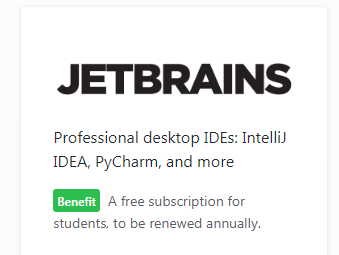 JETBRAINS
Professional desktop IDEs: IntelliJ
IDEA, PyCharm, and more
Benefit A free subscription for
students, to be renewed annually.